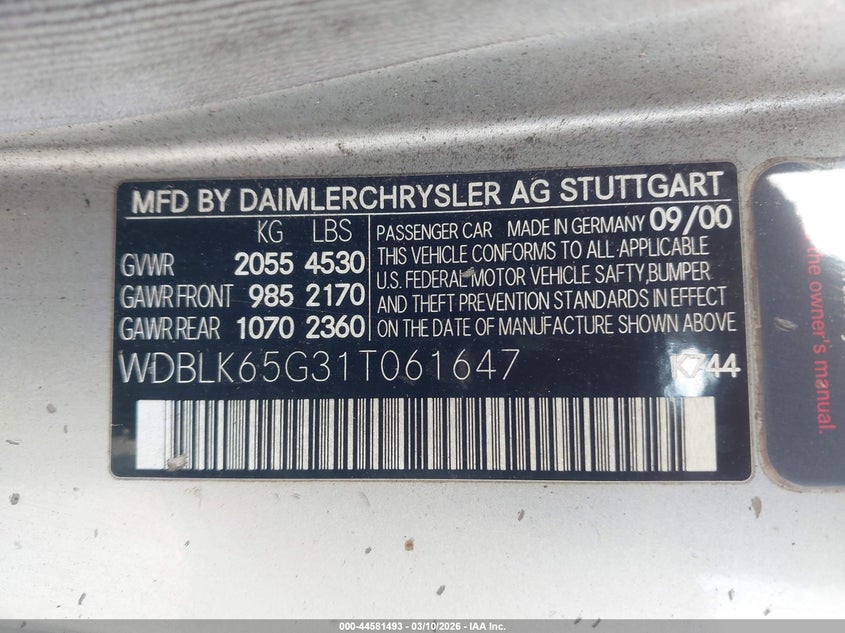 MFD BY DAIMLERCHRYSLER AG STUTTGART
KG LBS
GVWR 2055 4530
GAWR FRONT 985 2170
GAWR REAR 1070 2360
PASSENGER CAR MADE IN GERMANY 09/00
THIS VEHICLE CONFORMS TO ALL APPLICABLE
U.S. FEDERAL MOTOR VEHICLE SAFTY,BUMPER
AND THEFT PREVENTION STANDARDS IN EFFECT
ON THE DATE OF MANUFACTURE SHOWN ABOVE
WDBLK65G31T061647 K744
the owner's manual.
000-44581493 - 03/10/2026 - IAA Inc.